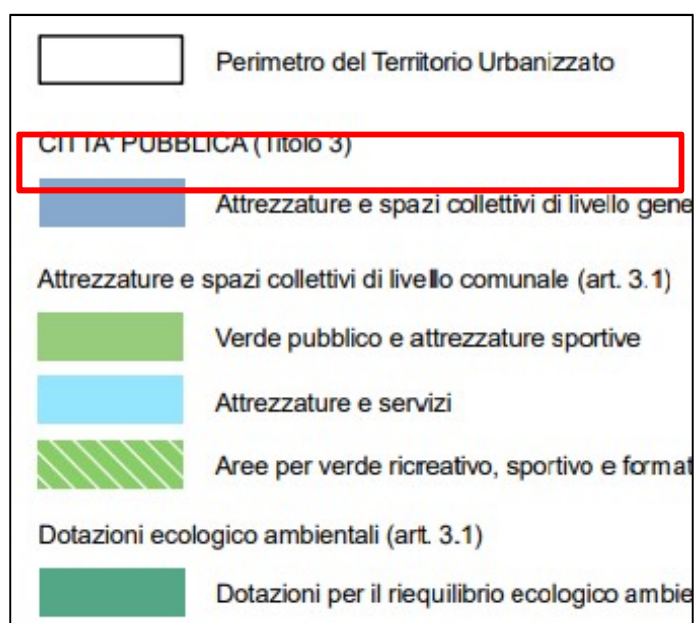 Perimetro del Territorio Urbanizzato
CITTA' PUBBLICA (Titolo 3)
Attrezzature e spazi collettivi di livello gene
Attrezzature e spazi collettivi di livello comunale (art. 3.1)
Verde pubblico e attrezzature sportive
Attrezzature e servizi
Aree per verde ricreativo, sportivo e format
Dotazioni ecologico ambientali (art. 3.1)
Dotazioni per il riequilibrio ecologico ambie